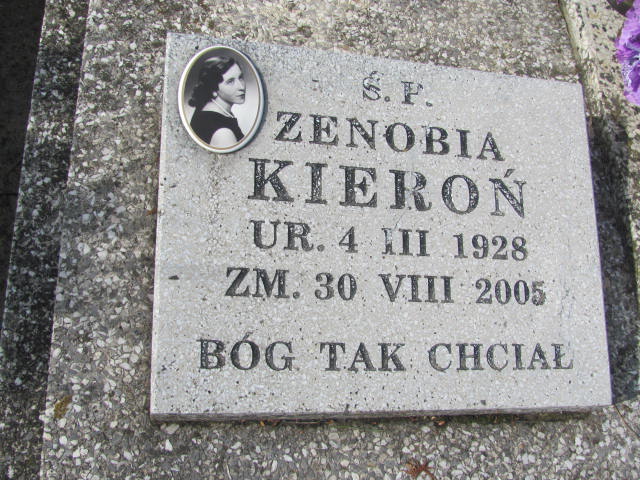 Ś. P.
ZENOBIA
KIEROŃ
UR. 4 III 1928
ZM. 30 VIII 2005
BÓG TAK CHCIAŁ